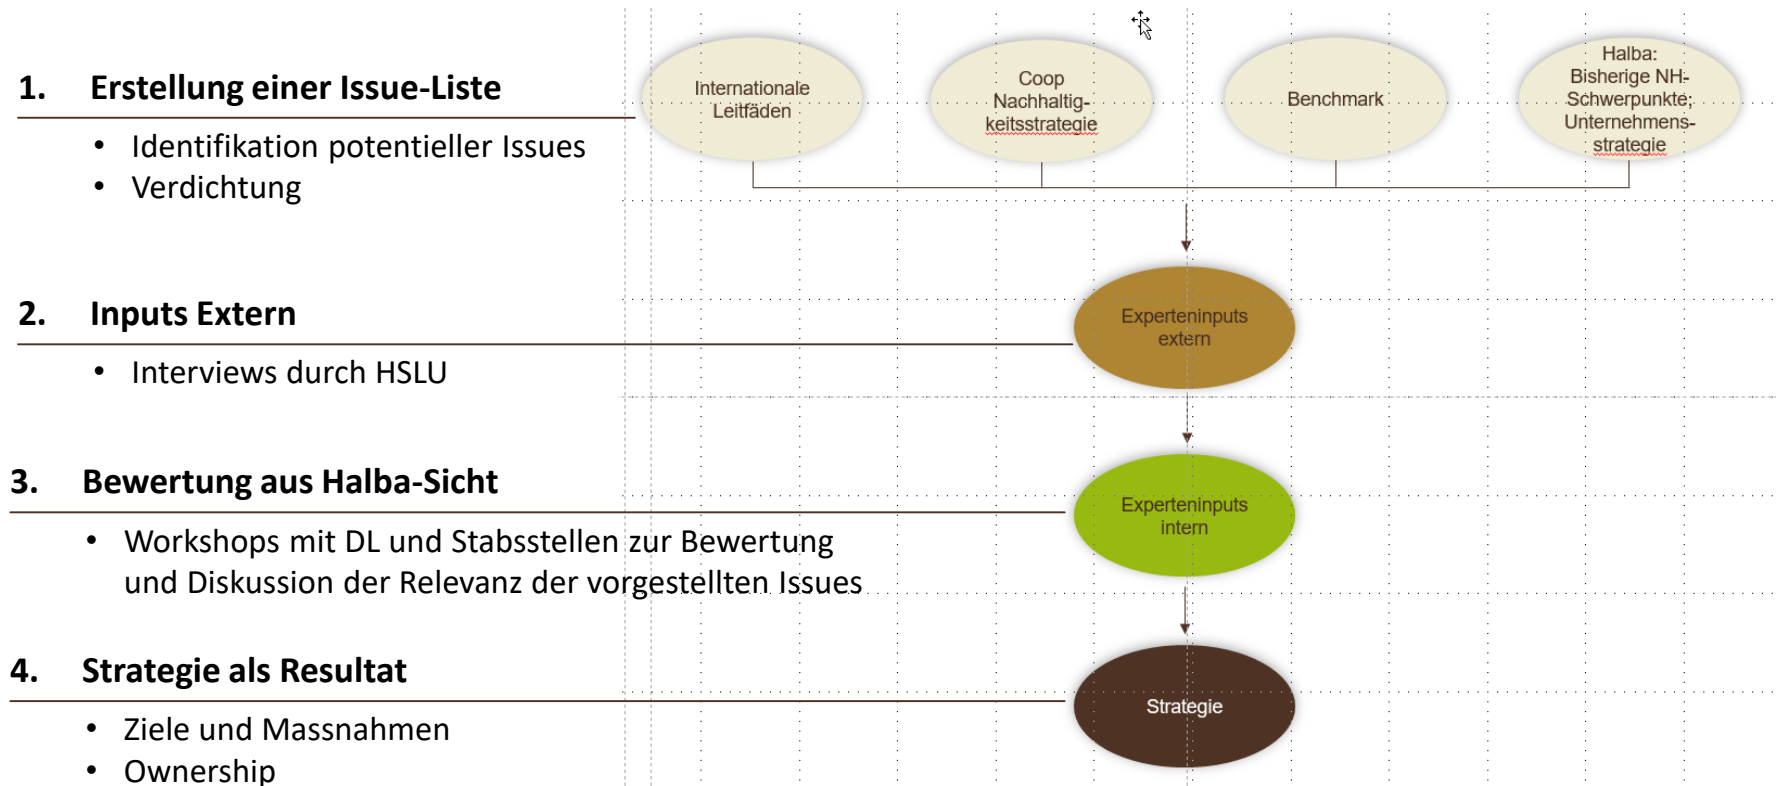 1. Erstellung einer Issue-Liste
• Identifikation potentieller Issues
• Verdichtung
Internationale
Leitfäden
Coop
Nachhaltig-
keitsstrategie
Benchmark
Halba:
Bisherige NH-
Schwerpunkte;
Unternehmens-
strategie
2. Inputs Extern
• Interviews durch HSLU
Experteninputs
extern
3. Bewertung aus Halba-Sicht
• Workshops mit DL und Stabsstellen zur Bewertung
und Diskussion der Relevanz der vorgestellten Issues
Experteninputs
intern
4. Strategie als Resultat
• Ziele und Massnahmen
• Ownership
Strategie